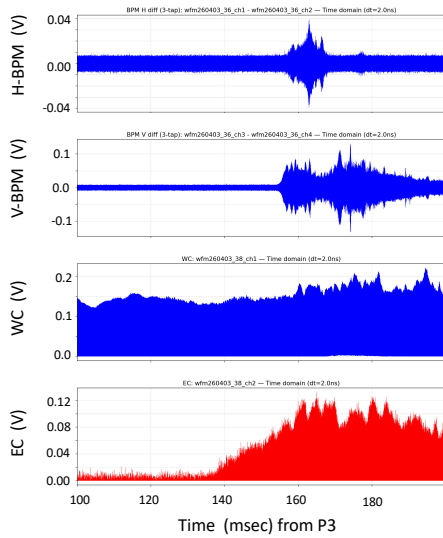 BPM H diff (3-tap): wfm260403_36_ch1 - wfm260403_36_ch2 — Time domain (dt=2.0ns)
H-BPM (V)
0.04
0.00
-0.04
BPM V diff (3-tap): wfm260403_36_ch3 - wfm260403_36_ch4 — Time domain (dt=2.0ns)
V-BPM (V)
0.1
0.0
-0.1
WC: wfm260403_38_ch1 — Time domain (dt=2.0ns)
WC (V)
0.2
0.1
0.0
EC: wfm260403_38_ch2 — Time domain (dt=2.0ns)
EC (V)
0.12
0.08
0.04
0.00
100 120 140 160 180
Time (msec) from P3